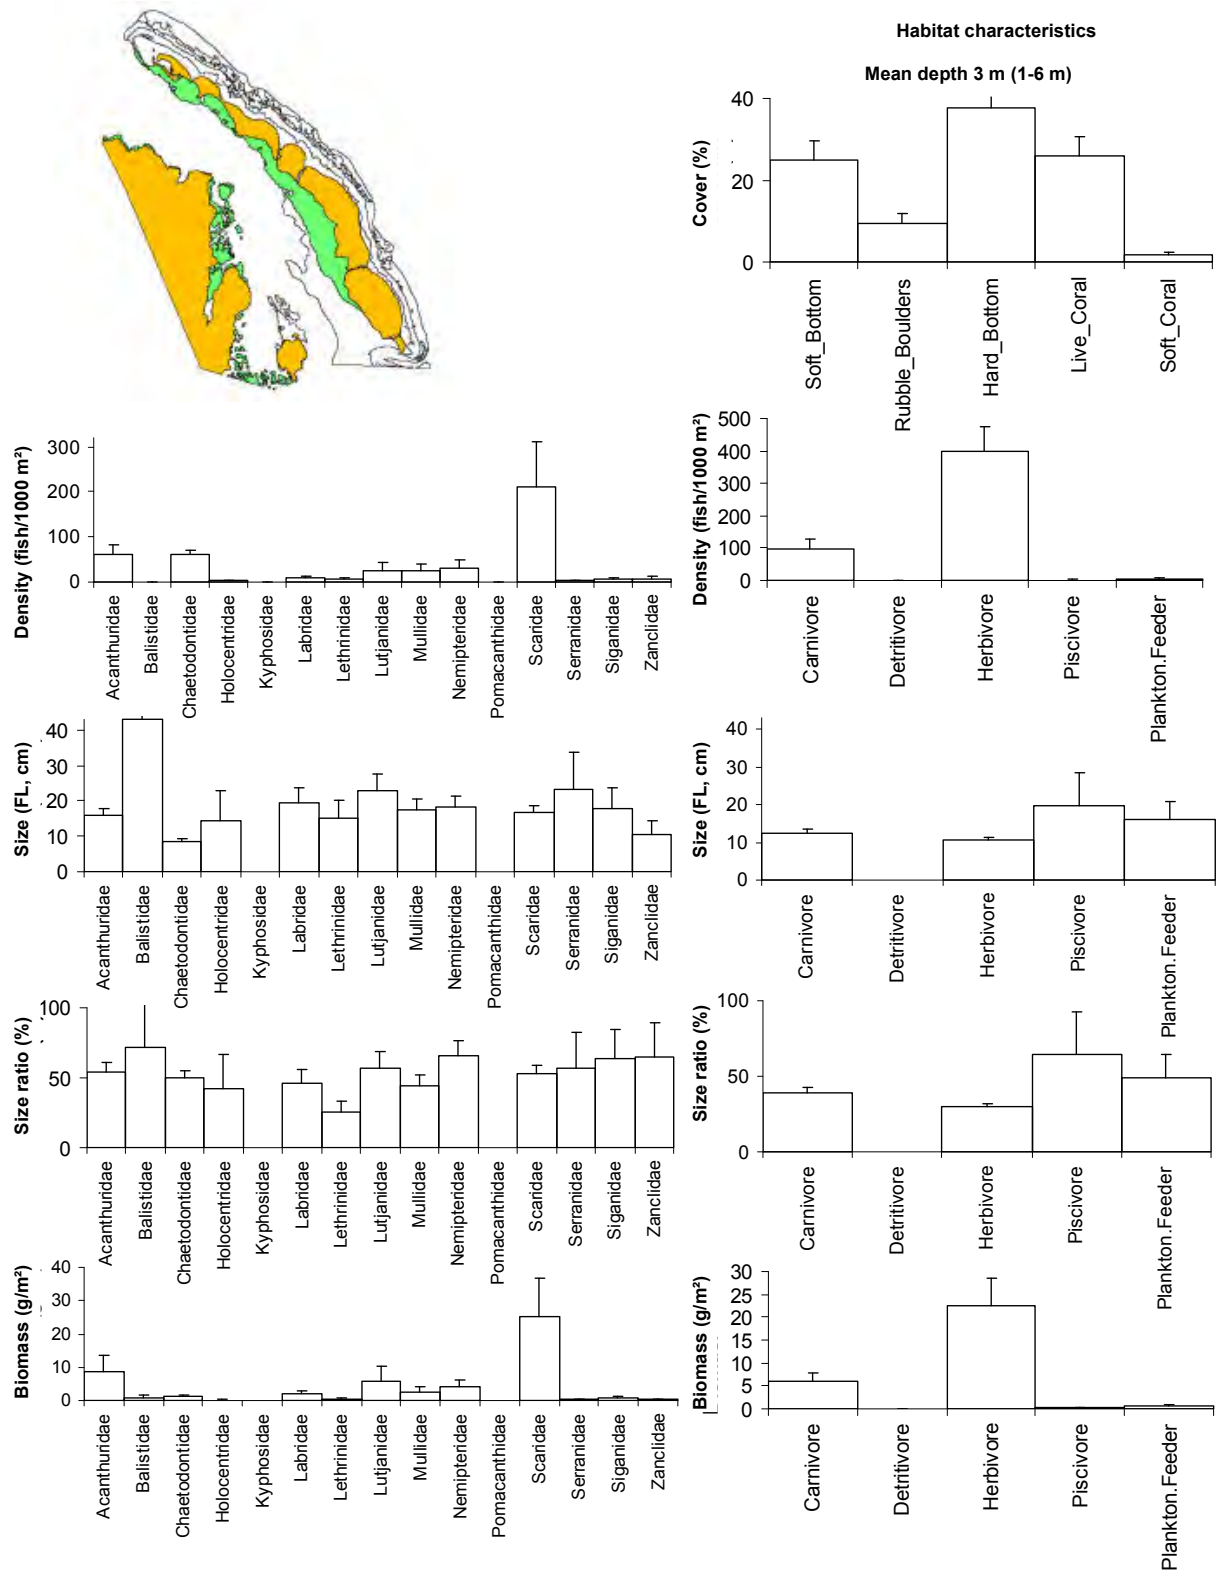 Habitat characteristics
Mean depth 3 m (1-6 m)
Cover (%)
40
20
0
Soft_Bottom
Rubble_Boulders
Hard_Bottom
Live_Coral
Soft_Coral
Density (fish/1000 m²)
300
200
100
0
Acanthuridae
Balistidae
Chaetodontidae
Holocentridae
Kyphosidae
Labridae
Lethrinidae
Lutjanidae
Mullidae
Nemipteridae
Pomacanthidae
Scaridae
Serranidae
Siganidae
Zanclidae
Density (fish/1000 m²)
500
400
300
200
100
0
Carnivore
Detritivore
Herbivore
Piscivore
Plankton.Feeder
Size (FL, cm)
40
30
20
10
0
Acanthuridae
Balistidae
Chaetodontidae
Holocentridae
Kyphosidae
Labridae
Lethrinidae
Lutjanidae
Mullidae
Nemipteridae
Pomacanthidae
Scaridae
Serranidae
Siganidae
Zanclidae
Size (FL, cm)
40
30
20
10
0
Carnivore
Detritivore
Herbivore
Piscivore
Plankton.Feeder
Size ratio (%)
100
50
0
Acanthuridae
Balistidae
Chaetodontidae
Holocentridae
Kyphosidae
Labridae
Lethrinidae
Lutjanidae
Mullidae
Nemipteridae
Pomacanthidae
Scaridae
Serranidae
Siganidae
Zanclidae
Size ratio (%)
100
50
0
Carnivore
Detritivore
Herbivore
Piscivore
Plankton.Feeder
Biomass (g/m²)
40
30
20
10
0
Acanthuridae
Balistidae
Chaetodontidae
Holocentridae
Kyphosidae
Labridae
Lethrinidae
Lutjanidae
Mullidae
Nemipteridae
Pomacanthidae
Scaridae
Serranidae
Siganidae
Zanclidae
Biomass (g/m²)
30
25
20
15
10
5
0
Carnivore
Detritivore
Herbivore
Piscivore
Plankton.Feeder